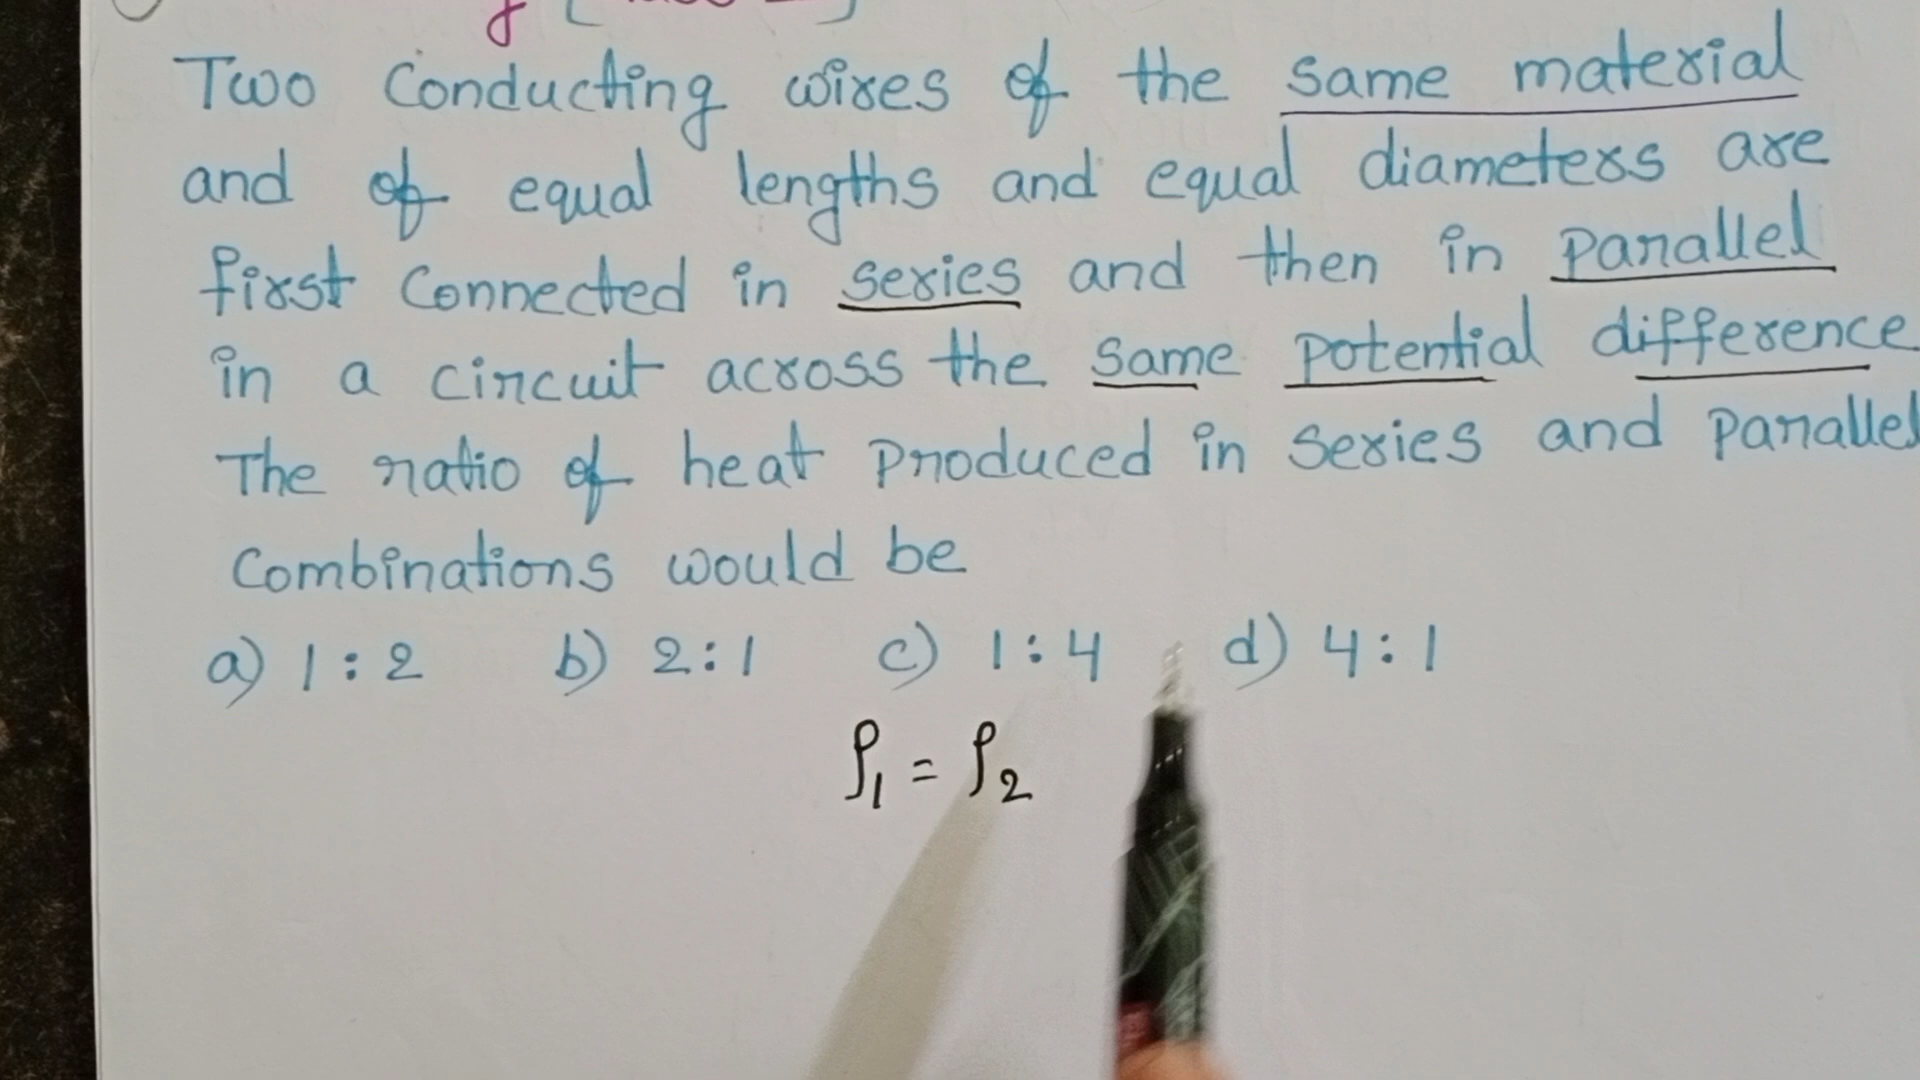 Two Conducting wires of the same material
and of equal lengths and equal diameters are
first Connected in series and then in parallel
in a circuit across the same potential difference
The ratio of heat produced in series and parallel
Combinations would be
a) 1 : 2 b) 2 : 1 c) 1 : 4 d) 4 : 1
ρ₁ = ρ₂